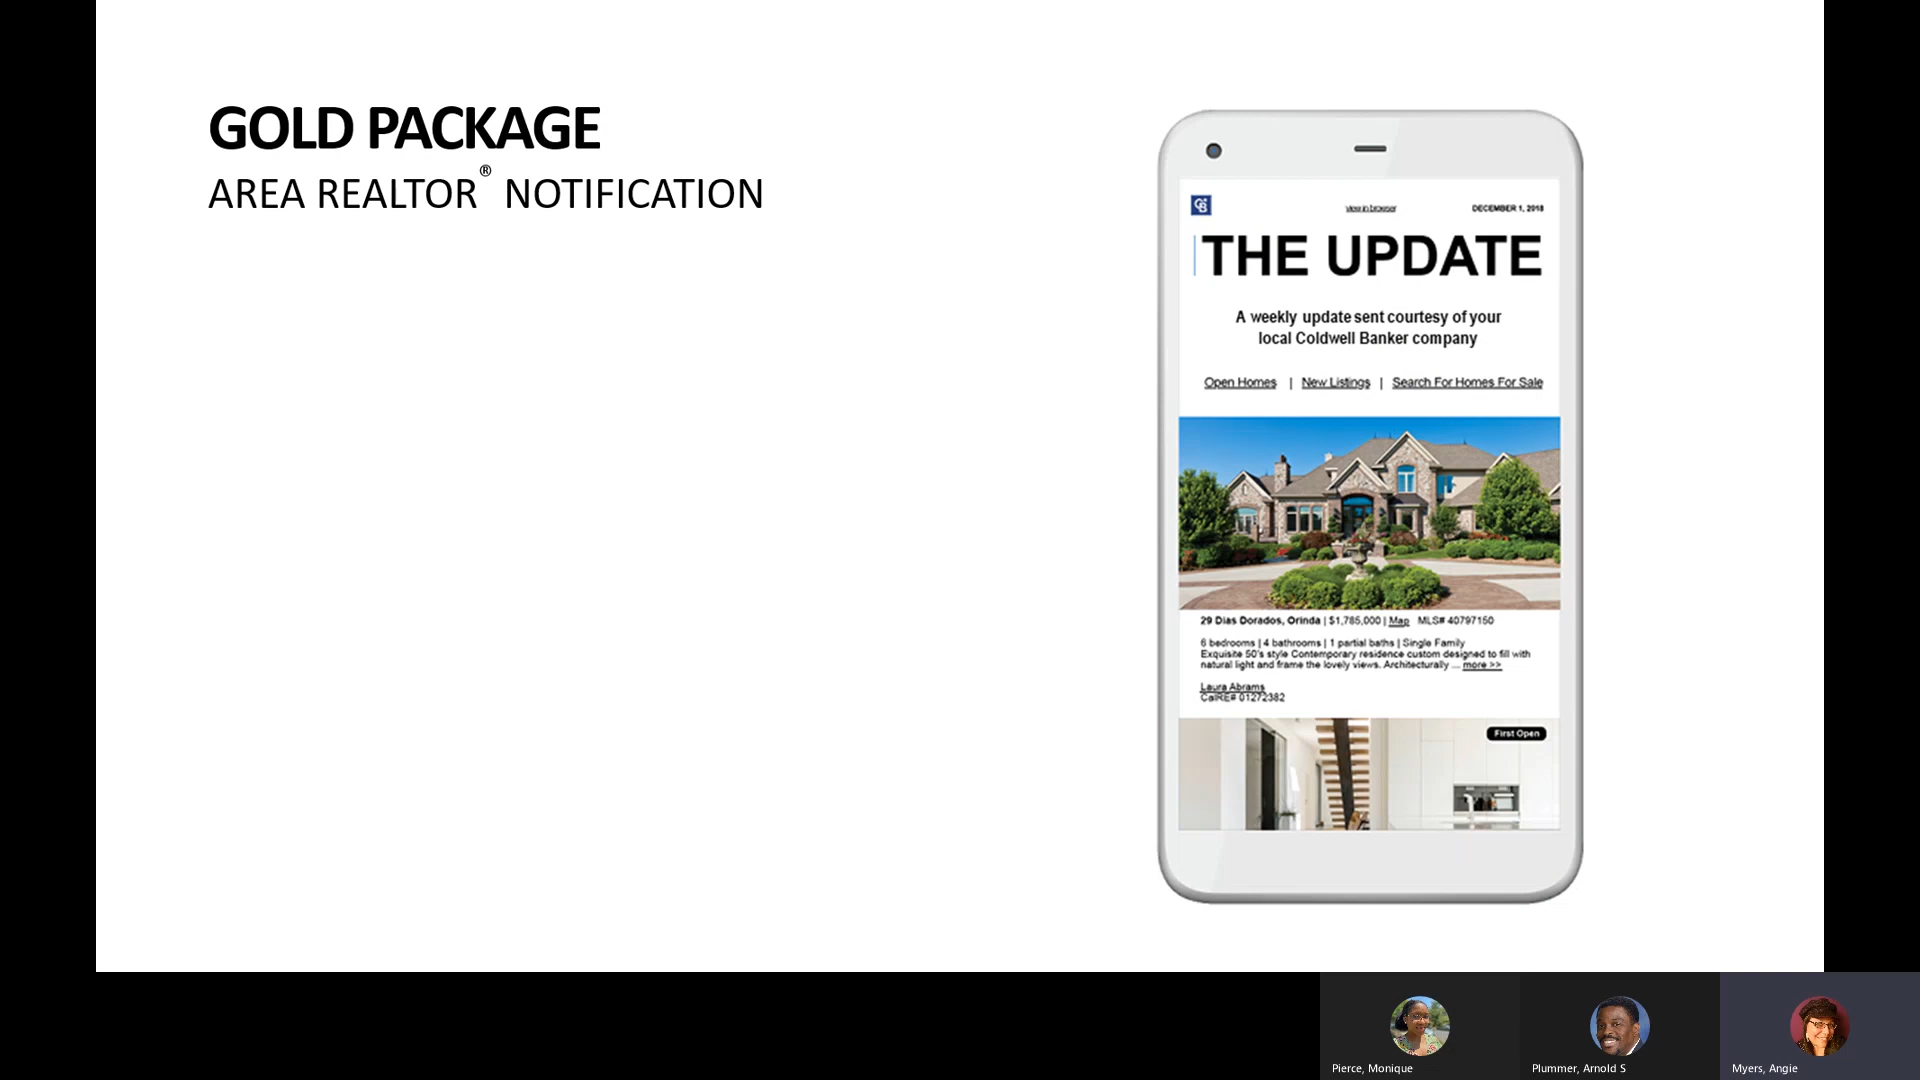 GOLD PACKAGE
AREA REALTOR® NOTIFICATION
CB
view in browser
DECEMBER 1, 2018
THE UPDATE
A weekly update sent courtesy of your
local Coldwell Banker company
Open Homes | New Listings | Search For Homes For Sale
29 Dias Dorados, Orinda | $1,785,000 | Map MLS# 40797150
6 bedrooms | 4 bathrooms | 1 partial baths | Single Family
Exquisite 50's style Contemporary residence custom designed to fill with
natural light and frame the lovely views. Architecturally ... more >>
Laura Abrams
CalRE# 01272382
First Open
Pierce, Monique
Plummer, Arnold S
Myers, Angie